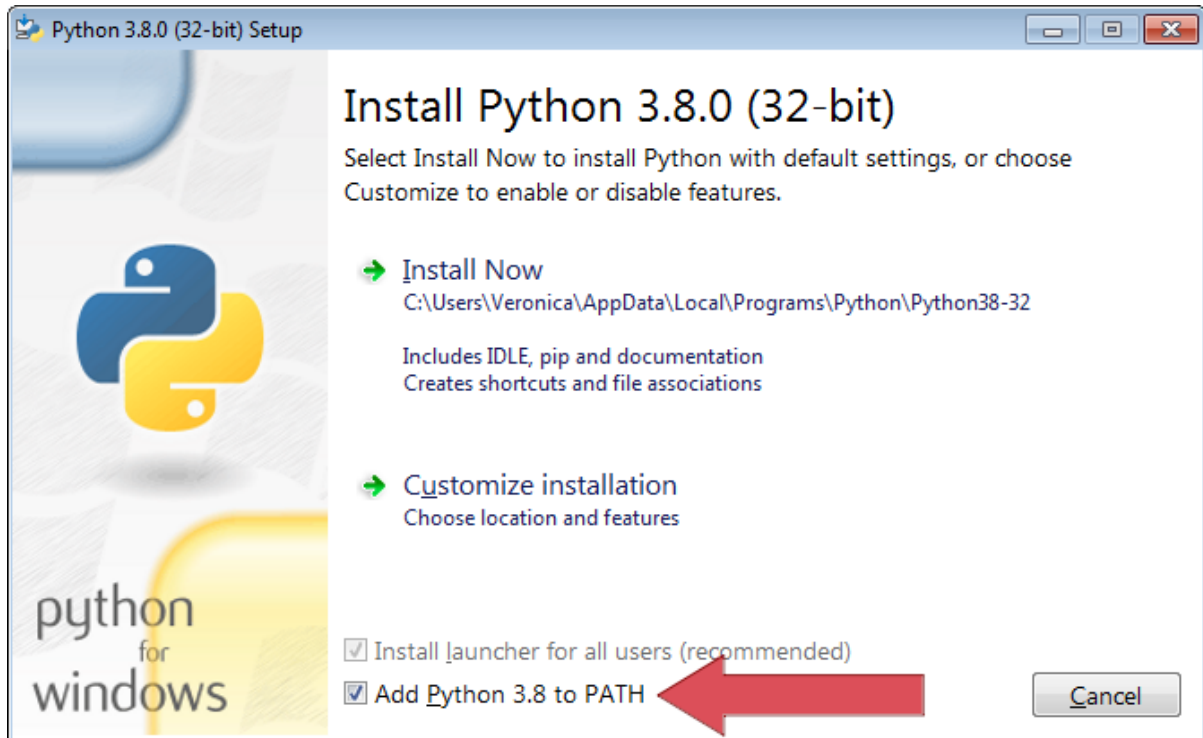 Python 3.8.0 (32-bit) Setup
Install Python 3.8.0 (32-bit)
Select Install Now to install Python with default settings, or choose
Customize to enable or disable features.
Install Now
C:\Users\Veronica\AppData\Local\Programs\Python\Python38-32
Includes IDLE, pip and documentation
Creates shortcuts and file associations
Customize installation
Choose location and features
python
for
windows
Install launcher for all users (recommended)
Add Python 3.8 to PATH
Cancel